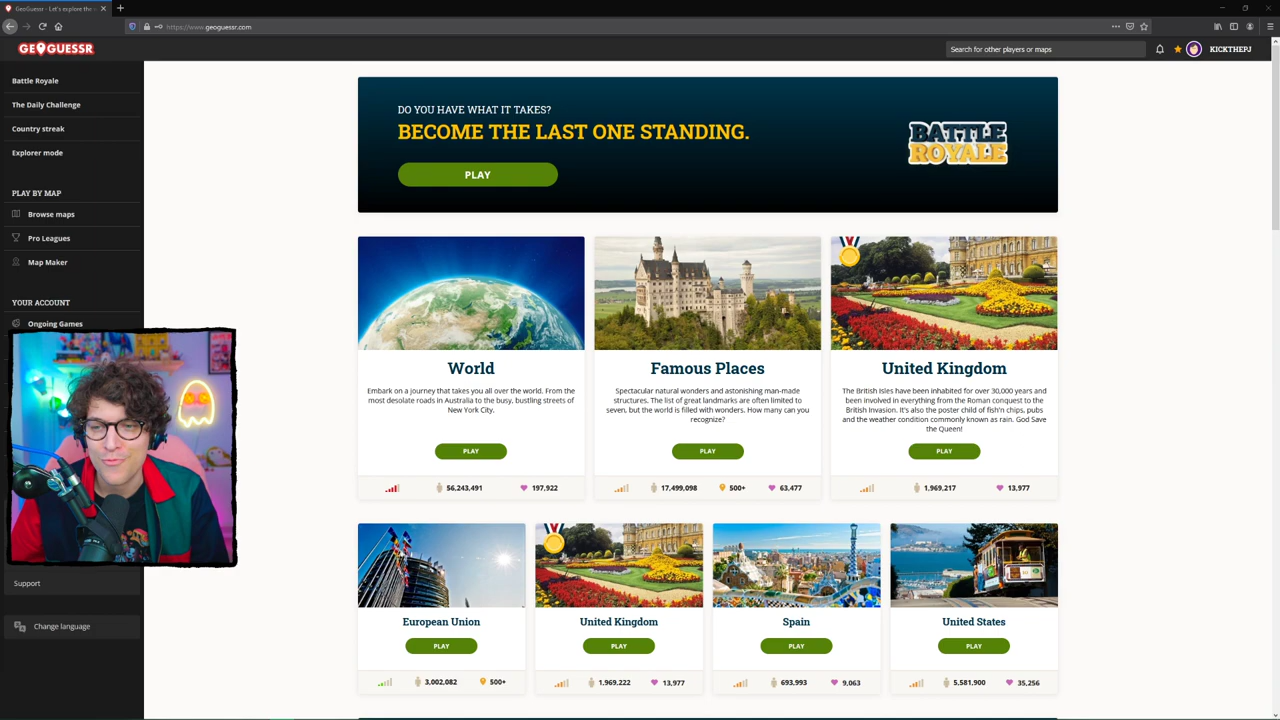 GeoGuessr - Let's explore the w
https://www.geoguessr.com
GEOGUESSR
Search for other players or maps
KICKTHEPJ
Battle Royale
The Daily Challenge
Country streak
Explorer mode
PLAY BY MAP
Browse maps
Pro Leagues
Map Maker
YOUR ACCOUNT
Ongoing Games
Support
Change language
DO YOU HAVE WHAT IT TAKES?
BECOME THE LAST ONE STANDING.
PLAY
BATTLE
ROYALE
World
Embark on a journey that takes you all over the world. From the
most desolate roads in Australia to the busy, bustling streets of
New York City.
PLAY
56,243,491 197,922
Famous Places
Spectacular natural wonders and astonishing man-made
structures. The list of great landmarks are often limited to
seven, but the world is filled with wonders. How many can you
recognize?
PLAY
17,499,098 500+ 63,477
United Kingdom
The British Isles have been inhabited for over 30,000 years and
been involved in everything from the Roman conquest to the
British Invasion. It's also the poster child of fish'n chips, pubs
and the weather condition commonly known as rain. God Save
the Queen!
PLAY
1,969,217 13,977
European Union
PLAY
3,002,082 500+
United Kingdom
PLAY
1,969,222 13,977
Spain
PLAY
693,993 9,063
United States
PLAY
5,581,900 35,256